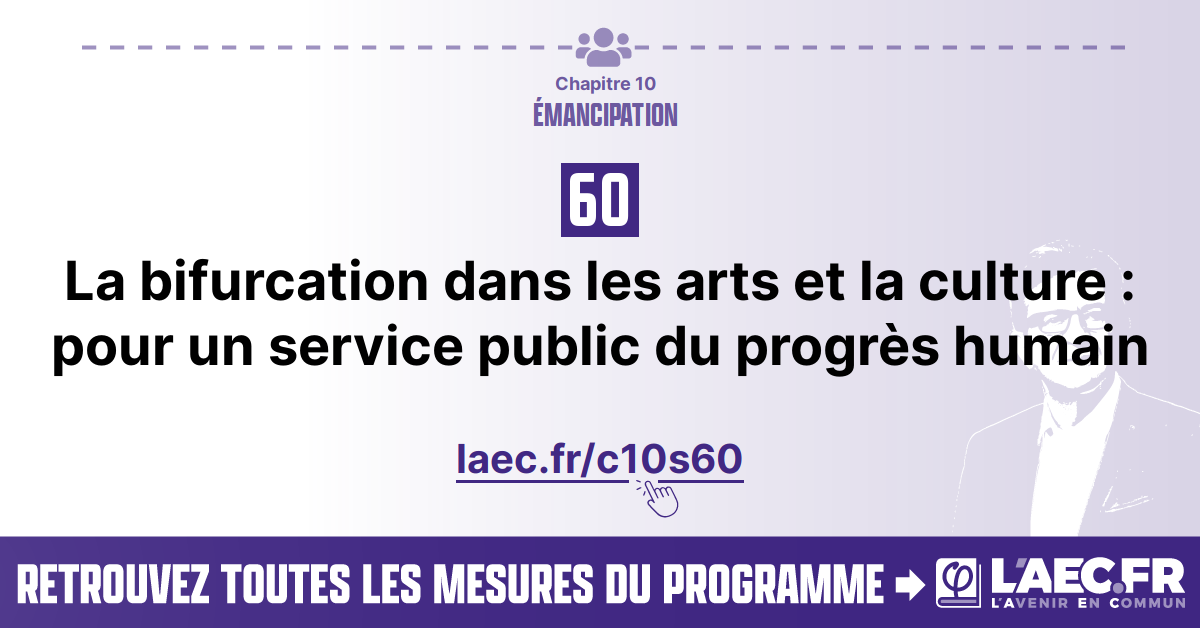 Chapitre 10
ÉMANCIPATION
60
La bifurcation dans les arts et la culture :
pour un service public du progrès humain
laec.fr/c10s60
RETROUVEZ TOUTES LES MESURES DU PROGRAMME
L'AEC.FR
L'AVENIR EN COMMUN